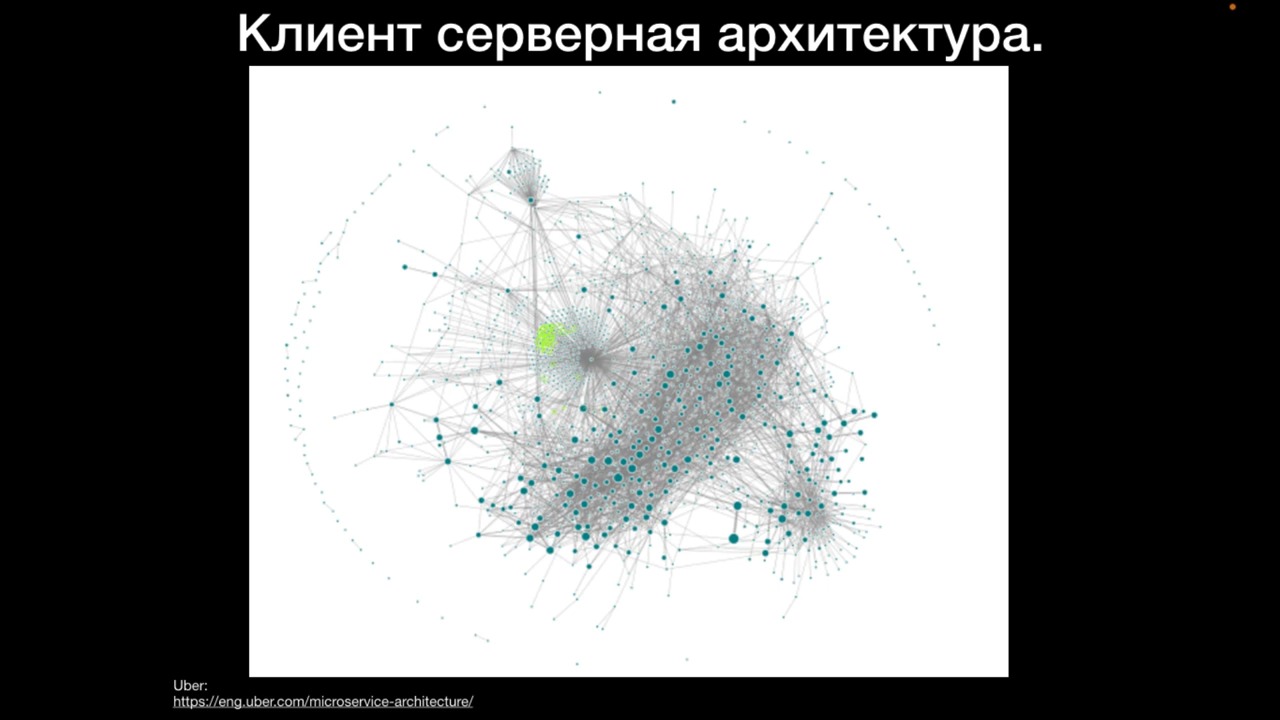 Клиент серверная архитектура.
Uber:
https://eng.uber.com/microservice-architecture/